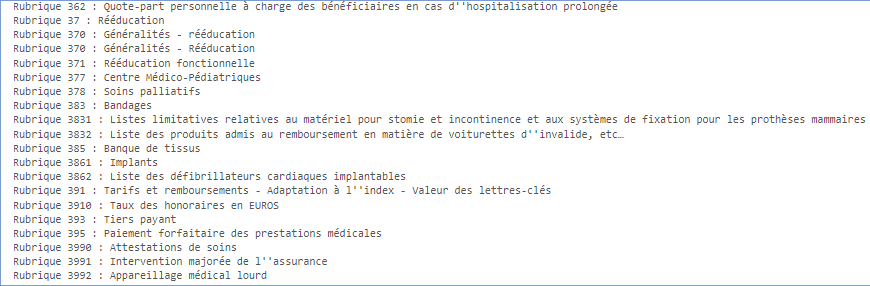 Rubrique 362 : Quote-part personnelle à charge des bénéficiaires en cas d''hospitalisation prolongée
Rubrique 37 : Rééducation
Rubrique 370 : Généralités - rééducation
Rubrique 370 : Généralités - Rééducation
Rubrique 371 : Rééducation fonctionnelle
Rubrique 377 : Centre Médico-Pédiatriques
Rubrique 378 : Soins palliatifs
Rubrique 383 : Bandages
Rubrique 3831 : Listes limitatives relatives au matériel pour stomie et incontinence et aux systèmes de fixation pour les prothèses mammaires
Rubrique 3832 : Liste des produits admis au remboursement en matière de voiturettes d''invalide, etc…
Rubrique 385 : Banque de tissus
Rubrique 3861 : Implants
Rubrique 3862 : Liste des défibrillateurs cardiaques implantables
Rubrique 391 : Tarifs et remboursements - Adaptation à l''index - Valeur des lettres-clés
Rubrique 3910 : Taux des honoraires en EUROS
Rubrique 393 : Tiers payant
Rubrique 395 : Paiement forfaitaire des prestations médicales
Rubrique 3990 : Attestations de soins
Rubrique 3991 : Intervention majorée de l''assurance
Rubrique 3992 : Appareillage médical lourd